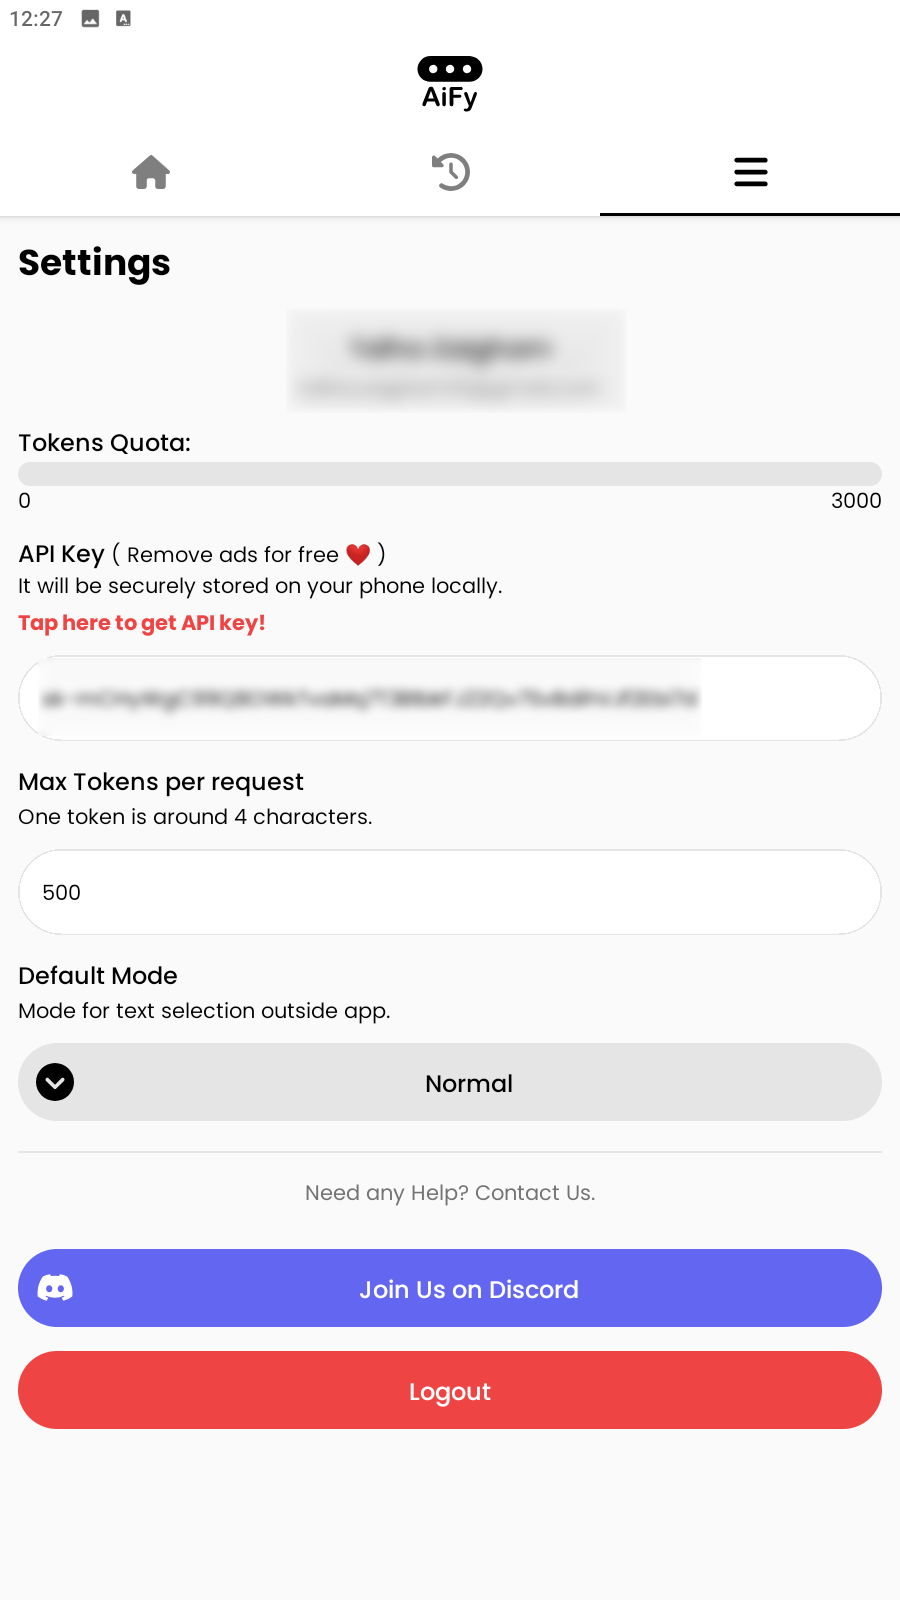 12:27
A
AiFy
Settings
Tokens Quota:
0 3000
API Key ( Remove ads for free ❤️ )
It will be securely stored on your phone locally.
Tap here to get API key!
Max Tokens per request
One token is around 4 characters.
500
Default Mode
Mode for text selection outside app.
Normal
Need any Help? Contact Us.
Join Us on Discord
Logout